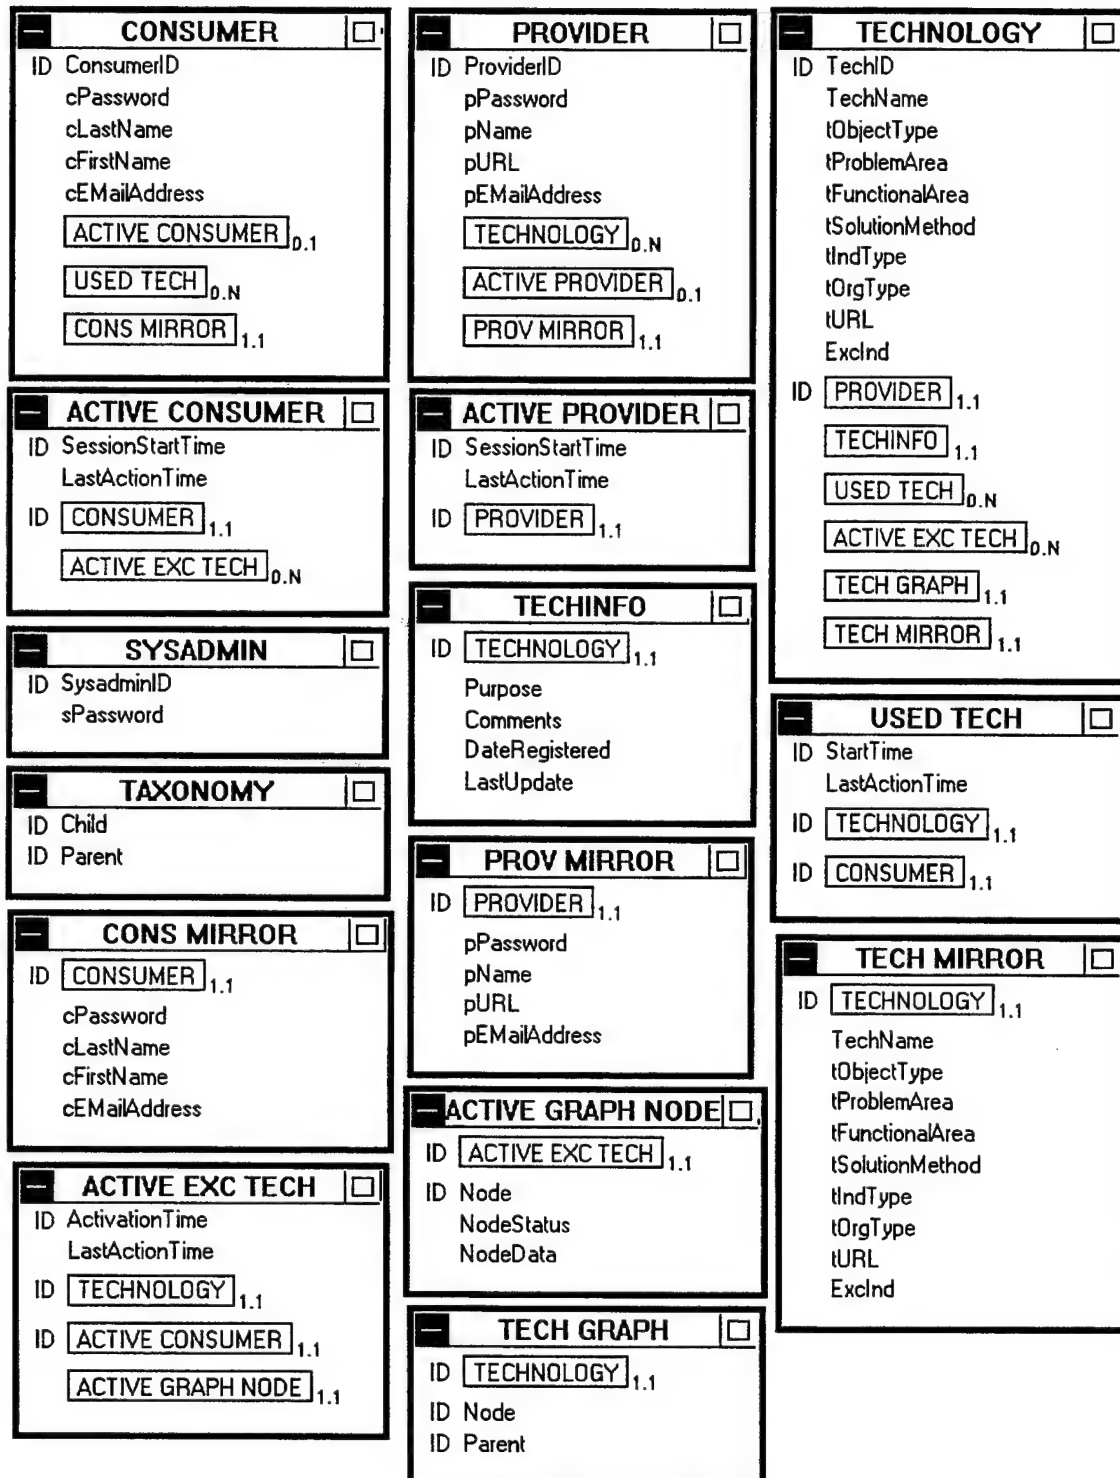 CONSUMER
ID ConsumerID
cPassword
cLastName
cFirstName
cEMailAddress
ACTIVE CONSUMER 0.1
USED TECH 0.N
CONS MIRROR 1.1
ACTIVE CONSUMER
ID SessionStartTime
LastActionTime
ID CONSUMER 1.1
ACTIVE EXC TECH 0.N
SYSADMIN
ID SysadminID
sPassword
TAXONOMY
ID Child
ID Parent
CONS MIRROR
ID CONSUMER 1.1
cPassword
cLastName
cFirstName
cEMailAddress
ACTIVE EXC TECH
ID ActivationTime
LastActionTime
ID TECHNOLOGY 1.1
ID ACTIVE CONSUMER 1.1
ACTIVE GRAPH NODE 1.1
PROVIDER
ID ProviderID
pPassword
pName
pURL
pEMailAddress
TECHNOLOGY 0.N
ACTIVE PROVIDER 0.1
PROV MIRROR 1.1
ACTIVE PROVIDER
ID SessionStartTime
LastActionTime
ID PROVIDER 1.1
TECHINFO
ID TECHNOLOGY 1.1
Purpose
Comments
DateRegistered
LastUpdate
PROV MIRROR
ID PROVIDER 1.1
pPassword
pName
pURL
pEMailAddress
ACTIVE GRAPH NODE
ID ACTIVE EXC TECH 1.1
ID Node
NodeStatus
NodeData
TECH GRAPH
ID TECHNOLOGY 1.1
ID Node
ID Parent
TECHNOLOGY
ID TechID
TechName
tObjectType
tProblemArea
tFunctionalArea
tSolutionMethod
tIndType
tOrgType
tURL
ExcInd
ID PROVIDER 1.1
TECHINFO 1.1
USED TECH 0.N
ACTIVE EXC TECH 0.N
TECH GRAPH 1.1
TECH MIRROR 1.1
USED TECH
ID StartTime
LastActionTime
ID TECHNOLOGY 1.1
ID CONSUMER 1.1
TECH MIRROR
ID TECHNOLOGY 1.1
TechName
tObjectType
tProblemArea
tFunctionalArea
tSolutionMethod
tIndType
tOrgType
tURL
ExcInd